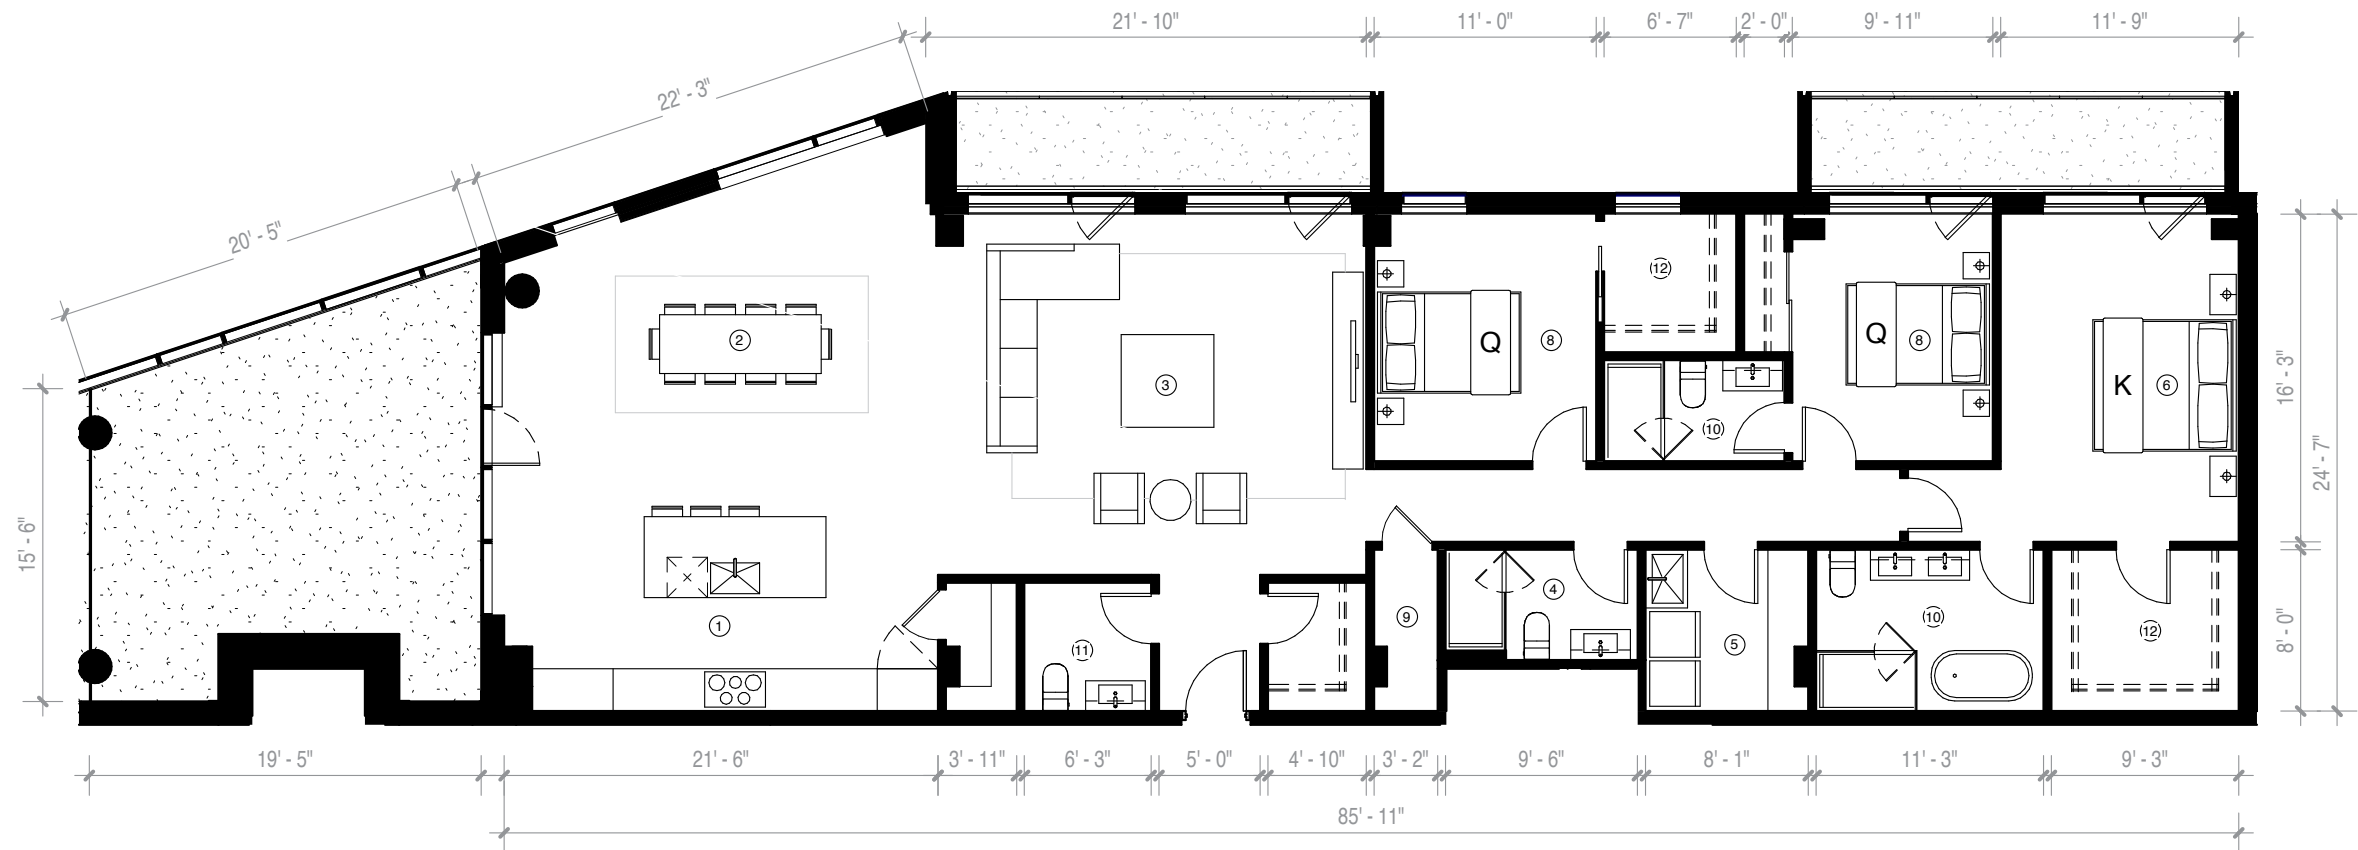 21' - 10"
11' - 0"
6' - 7"
2' - 0"
9' - 11"
11' - 9"
22' - 3"
20' - 5"
12
2
Q
8
Q
8
3
K
6
16' - 3"
24' - 7"
10
15' - 6"
4
9
10
1
11
5
12
8' - 0"
19' - 5"
21' - 6"
3' - 11"
6' - 3"
5' - 0"
4' - 10"
3' - 2"
9' - 6"
8' - 1"
11' - 3"
9' - 3"
85' - 11"